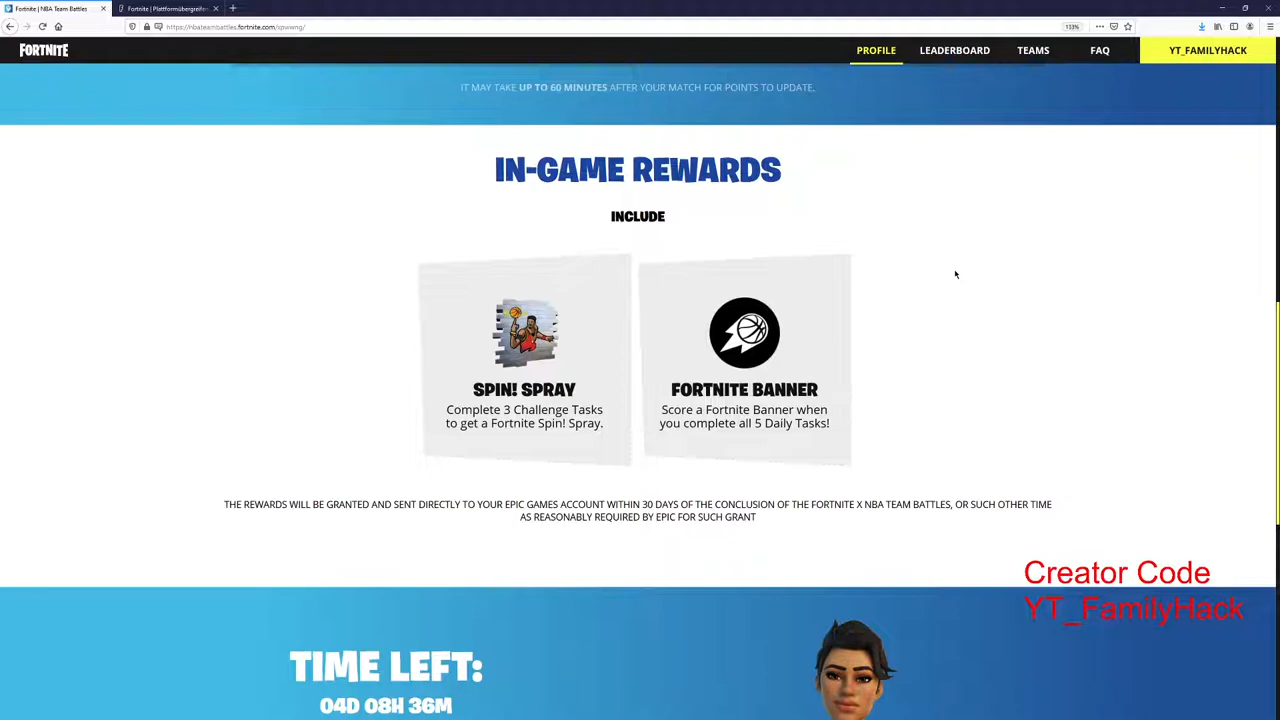 Fortnite | NBA Team Battles
Fortnite | Plattformübergreifen
https://nbateambattles.fortnite.com
133%
FORTNITE
PROFILE
LEADERBOARD
TEAMS
FAQ
YT_FAMILYHACK
IT MAY TAKE UP TO 60 MINUTES AFTER YOUR MATCH FOR POINTS TO UPDATE.
IN-GAME REWARDS
INCLUDE
SPIN! SPRAY
Complete 3 Challenge Tasks
to get a Fortnite Spin! Spray.
FORTNITE BANNER
Score a Fortnite Banner when
you complete all 5 Daily Tasks!
THE REWARDS WILL BE GRANTED AND SENT DIRECTLY TO YOUR EPIC GAMES ACCOUNT WITHIN 30 DAYS OF THE CONCLUSION OF THE FORTNITE X NBA TEAM BATTLES, OR SUCH OTHER TIME
AS REASONABLY REQUIRED BY EPIC FOR SUCH GRANT
Creator Code
YT_FamilyHack
TIME LEFT:
04D 08H 36M